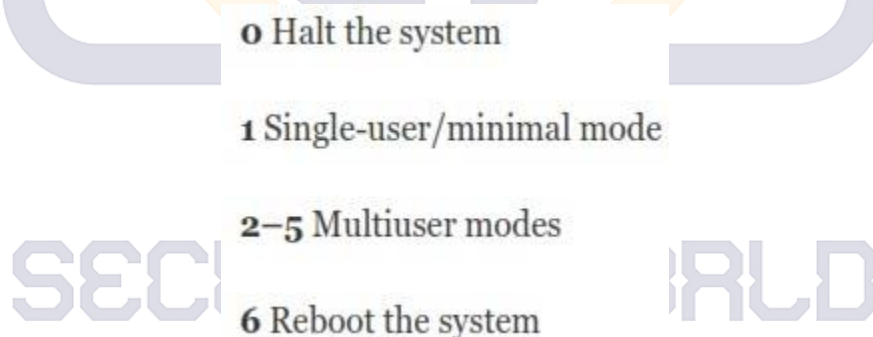 0 Halt the system
1 Single-user/minimal mode
2–5 Multiuser modes
6 Reboot the system